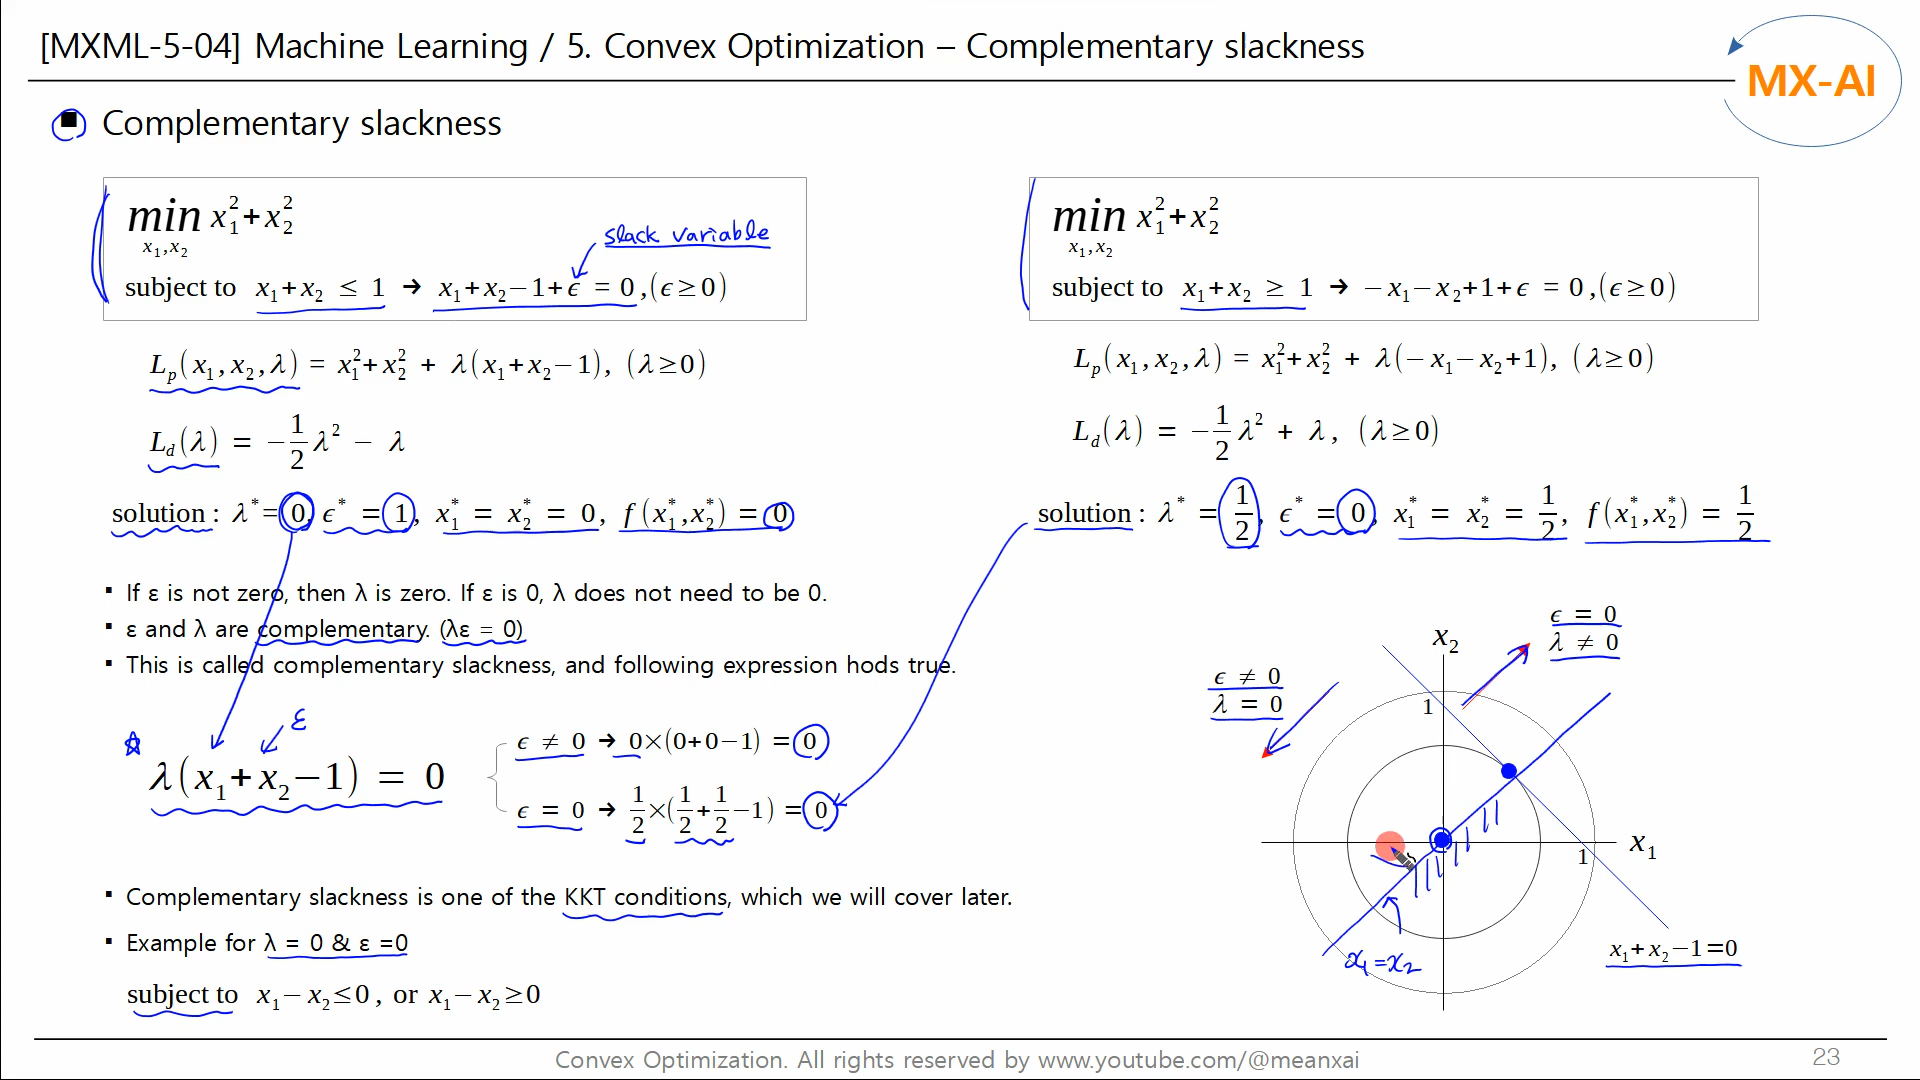 [MXML-5-04] Machine Learning / 5. Convex Optimization – Complementary slackness
MX-AI
Complementary slackness
min x₁,x₂ x₁²+x₂²
slack variable
subject to x₁+x₂ ≤ 1 → x₁+x₂−1+ϵ = 0 ,(ϵ≥0)
Lₚ(x₁,x₂,λ) = x₁²+x₂² + λ(x₁+x₂−1), (λ≥0)
L_d(λ) = −1/2 λ² − λ
solution : λ* = 0, ϵ* = 1, x₁* = x₂* = 0, f(x₁*,x₂*) = 0
min x₁,x₂ x₁²+x₂²
subject to x₁+x₂ ≥ 1 → −x₁−x₂+1+ϵ = 0 ,(ϵ≥0)
Lₚ(x₁,x₂,λ) = x₁²+x₂² + λ(−x₁−x₂+1), (λ≥0)
L_d(λ) = −1/2 λ² + λ, (λ≥0)
solution : λ* = 1/2, ϵ* = 0, x₁* = x₂* = 1/2, f(x₁*,x₂*) = 1/2
▪ If ε is not zero, then λ is zero. If ε is 0, λ does not need to be 0.
▪ ε and λ are complementary. (λε = 0)
▪ This is called complementary slackness, and following expression hods true.
ε
☆ λ(x₁+x₂−1) = 0
ϵ ≠ 0 → 0×(0+0−1) = 0
ϵ = 0 → 1/2×(1/2+1/2−1) = 0
▪ Complementary slackness is one of the KKT conditions, which we will cover later.
▪ Example for λ = 0 & ε =0
subject to x₁−x₂≤0 , or x₁−x₂≥0
ϵ = 0
λ ≠ 0
x₂
ϵ ≠ 0
λ = 0
1
1
x₁
x₁+x₂−1=0
x₁=x₂
Convex Optimization. All rights reserved by www.youtube.com/@meanxai
23